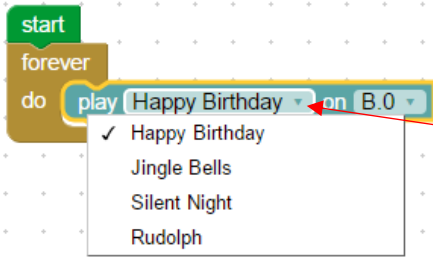 start
forever
do play Happy Birthday on B.0
✓ Happy Birthday
Jingle Bells
Silent Night
Rudolph